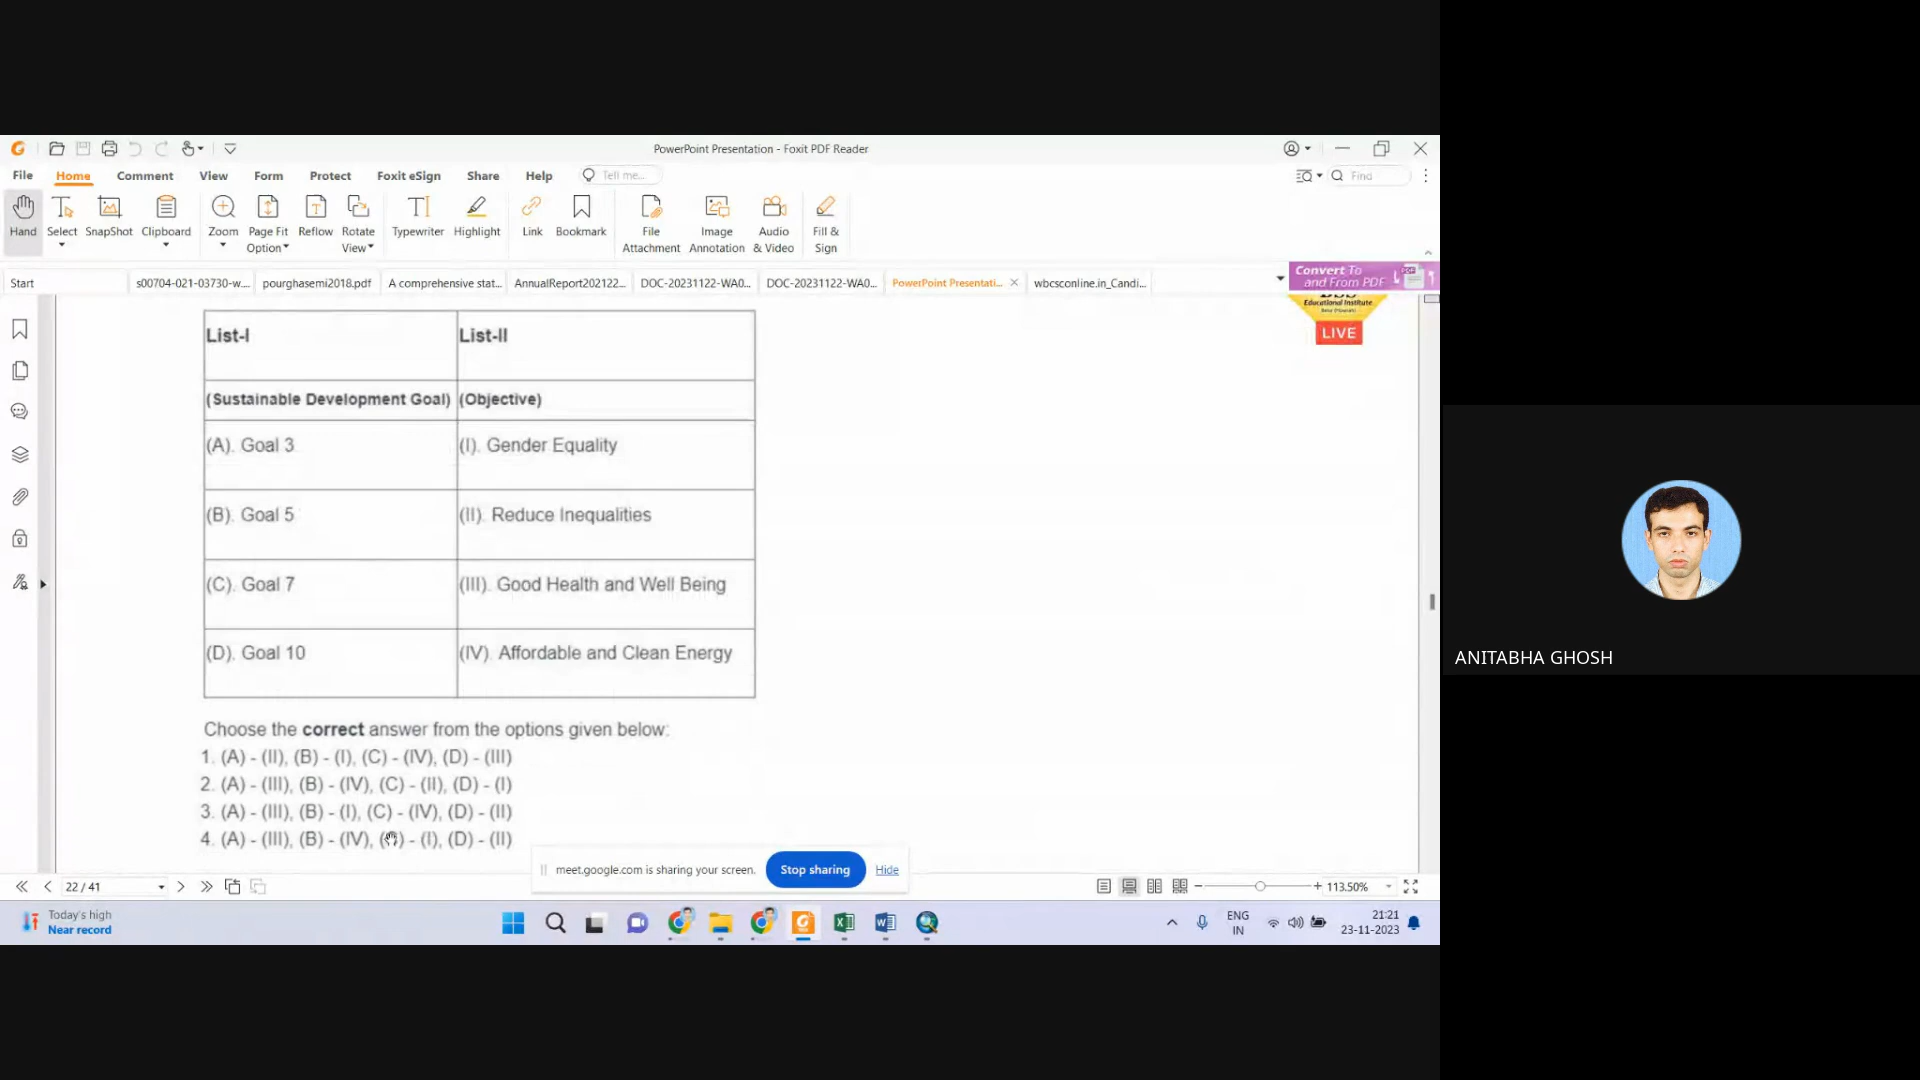 PowerPoint Presentation - Foxit PDF Reader
File Home Comment View Form Protect Foxit eSign Share Help Tell me... Find
Hand Select SnapShot Clipboard Zoom Page Fit Option Reflow Rotate View Typewriter Highlight Link Bookmark File Attachment Image Annotation Audio & Video Fill & Sign
Start s00704-021-03730-w... pourghasemi2018.pdf A comprehensive stat... AnnualReport202122... DOC-20231122-WA0... DOC-20231122-WA0... PowerPoint Presentati... wbcsconline.in_Candi...
Convert To
and From PDF
Educational Institute
LIVE
List-I List-II
(Sustainable Development Goal) (Objective)
(A). Goal 3 (I). Gender Equality
(B). Goal 5 (II). Reduce Inequalities
(C). Goal 7 (III). Good Health and Well Being
(D). Goal 10 (IV). Affordable and Clean Energy
Choose the correct answer from the options given below:
1. (A) - (II), (B) - (I), (C) - (IV), (D) - (III)
2. (A) - (III), (B) - (IV), (C) - (II), (D) - (I)
3. (A) - (III), (B) - (I), (C) - (IV), (D) - (II)
4. (A) - (III), (B) - (IV), ( ) - (I), (D) - (II)
meet.google.com is sharing your screen. Stop sharing Hide
22 / 41 113.50%
Today's high
Near record
ENG
IN
21:21
23-11-2023
ANITABHA GHOSH